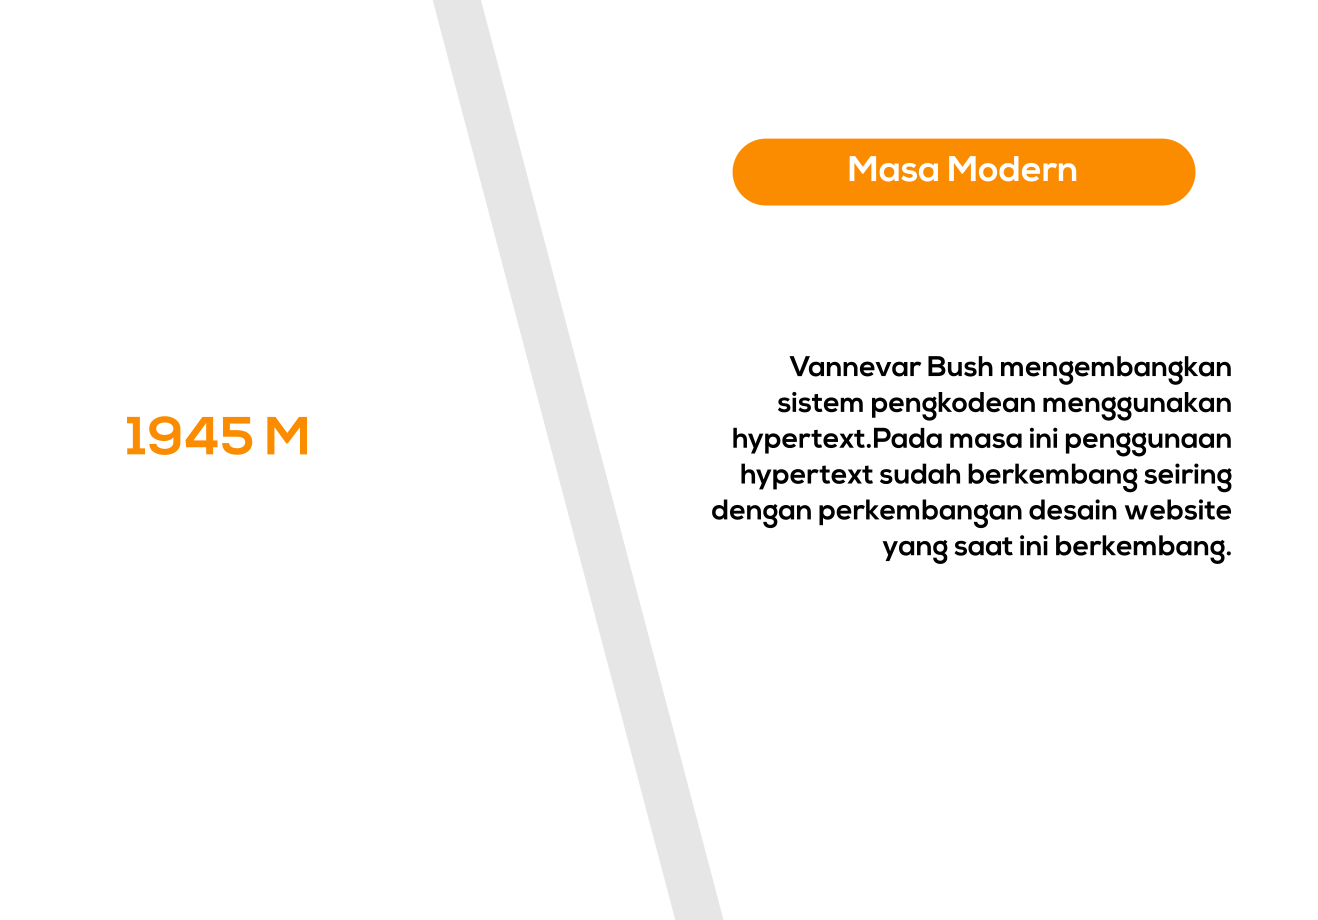 Masa Modern
1945 M
Vannevar Bush mengembangkan
sistem pengkodean menggunakan
hypertext.Pada masa ini penggunaan
hypertext sudah berkembang seiring
dengan perkembangan desain website
yang saat ini berkembang.